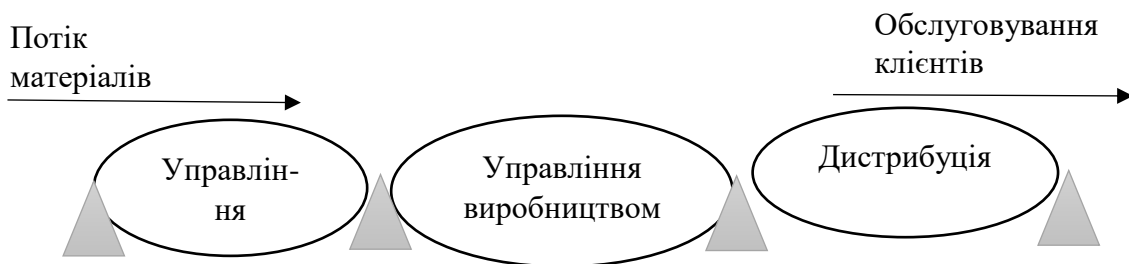 Потік
матеріалів
Обслуговування
клієнтів
Управлін-
ня
Управління
виробництвом
Дистрибуція